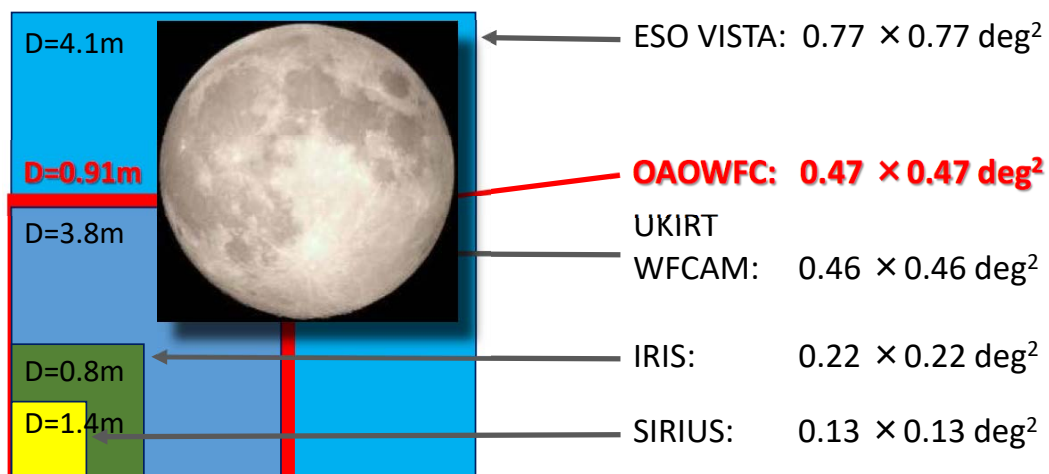 D=4.1m
ESO VISTA: 0.77 ×0.77 deg²
D=0.91m
OAOWFC: 0.47 ×0.47 deg²
D=3.8m
UKIRT
WFCAM: 0.46 ×0.46 deg²
D=0.8m
IRIS: 0.22 ×0.22 deg²
D=1.4m
SIRIUS: 0.13 ×0.13 deg²